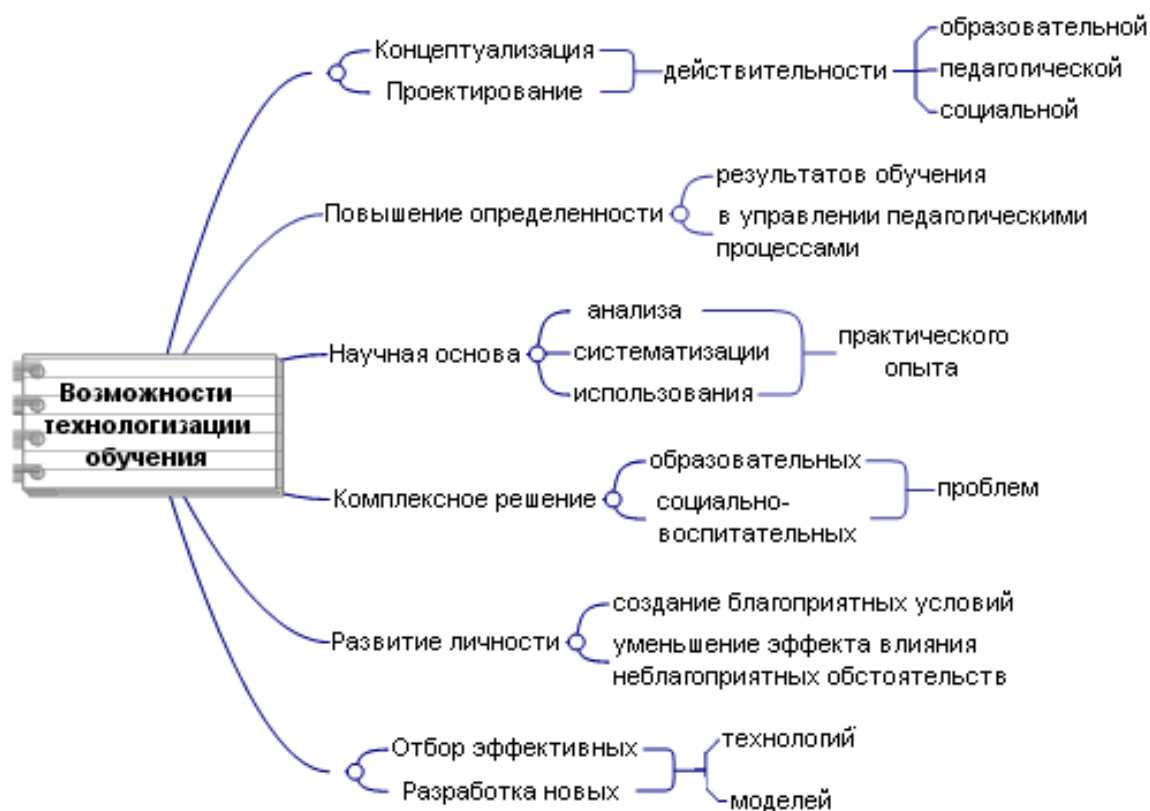 Концептуализация
Проектирование
действительности
образовательной
педагогической
социальной
Повышение определенности
результатов обучения
в управлении педагогическими
процессами
Возможности
технологизации
обучения
Научная основа
анализа
систематизации
использования
практического
опыта
Комплексное решение
образовательных
социально-
воспитательных
проблем
Развитие личности
создание благоприятных условий
уменьшение эффекта влияния
неблагоприятных обстоятельств
Отбор эффективных
Разработка новых
технологий
моделей